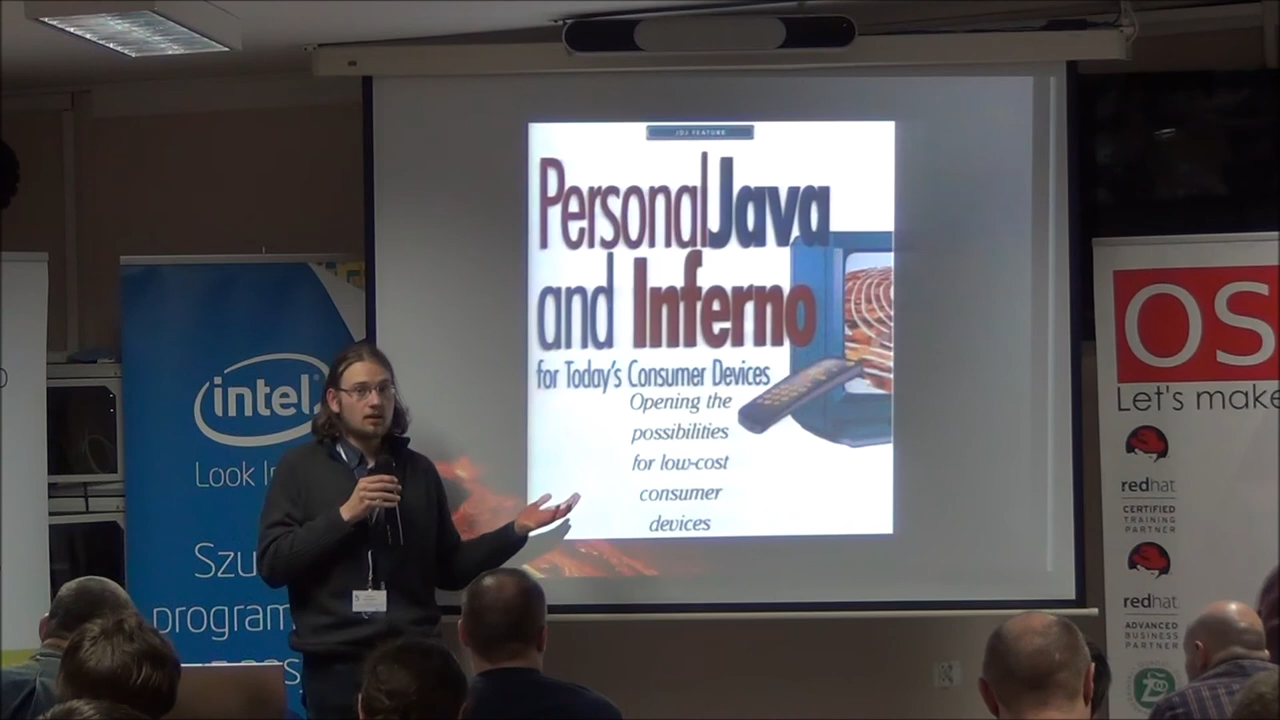 JDJ FEATURE
PersonalJava
and Inferno
for Today's Consumer Devices
Opening the
possibilities
for low-cost
consumer
devices
intel
Look
Szu
program
OS
Let's make
redhat
CERTIFIED
TRAINING
PARTNER
redhat
ADVANCED
BUSINESS
PARTNER